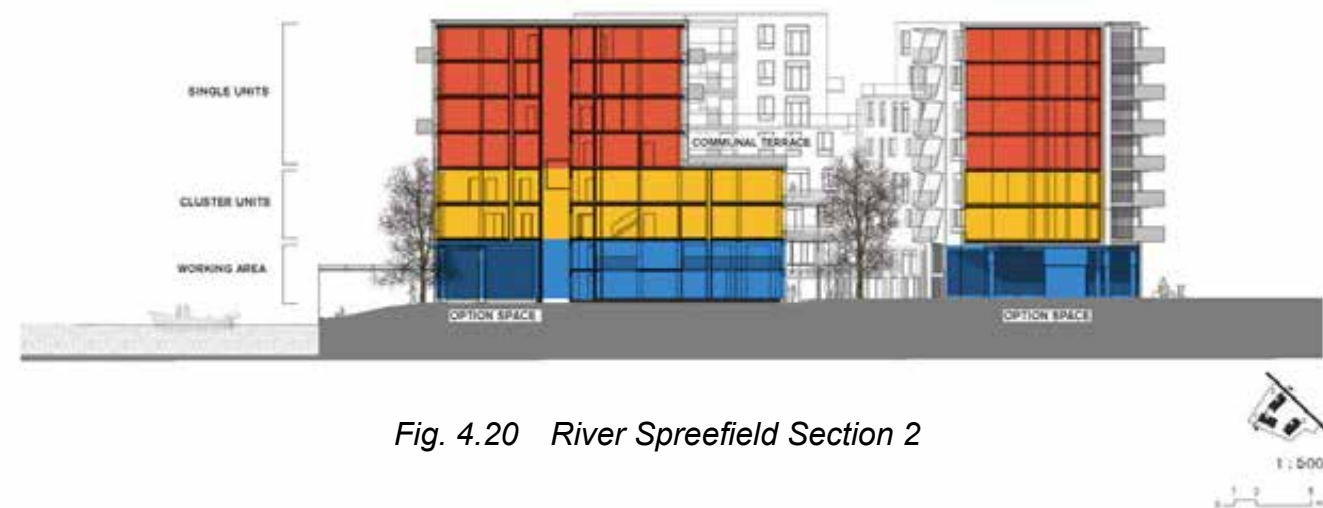 SINGLE UNITS
COMMUNAL TERRACE
CLUSTER UNITS
WORKING AREA
OPTION SPACE
OPTION SPACE
Fig. 4.20 River Spreefield Section 2
1 : 500